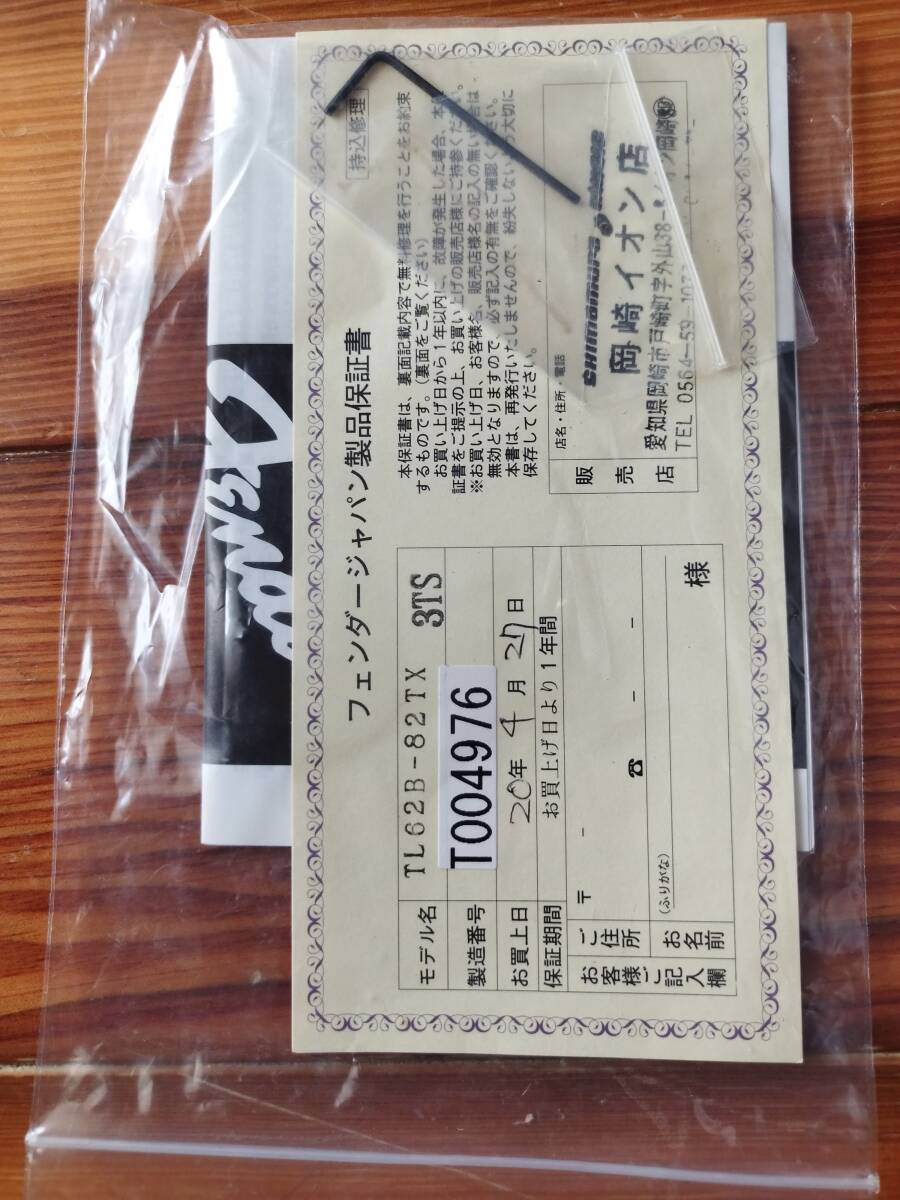 フェンダージャパン製品保証書
持込修理
本保証書は、裏面記載内容で無料修理を行うことをお約束
するものです。(裏面をご覧ください)
お買い上げ日から1年以内に、故障が発生した場合、本保
証書をご提示の上、お買い上げの販売店様にご持参ください。
※お買い上げ日、お客様名、販売店様名の記入の無い場合は
無効となりますので、必ず記入の有無をご確認ください。
本書は、再発行いたしませんので、紛失しないよう大切に
保存してください。
モデル名 TL62B-82TX 3TS
製造番号 T004976
お買上日 20年4月27日
保証期間 お買上げ日より1年間
お客様ご記入欄
ご住所 〒 -
☎ - -
お名前 (ふりがな)
様
販売店
店名・住所・電話
SHIMAMURA
岡崎イオン店
愛知県岡崎市戸崎町字外山38-5
TEL 0564-59-